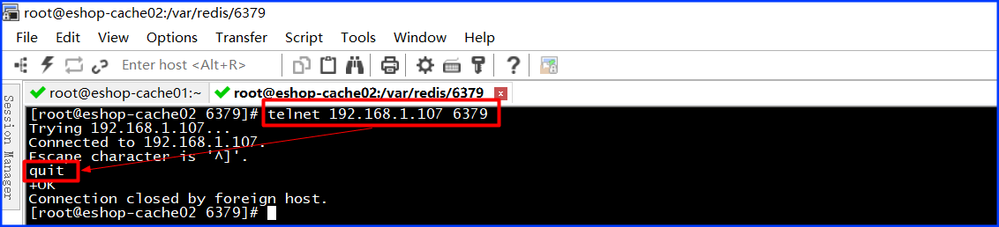 root@eshop-cache02:/var/redis/6379
File Edit View Options Transfer Script Tools Window Help
Enter host <Alt+R>
root@eshop-cache01:~ root@eshop-cache02:/var/redis/6379 x
Session Manager
[root@eshop-cache02 6379]# telnet 192.168.1.107 6379
Trying 192.168.1.107...
Connected to 192.168.1.107.
Escape character is '^]'.
quit
+OK
Connection closed by foreign host.
[root@eshop-cache02 6379]#